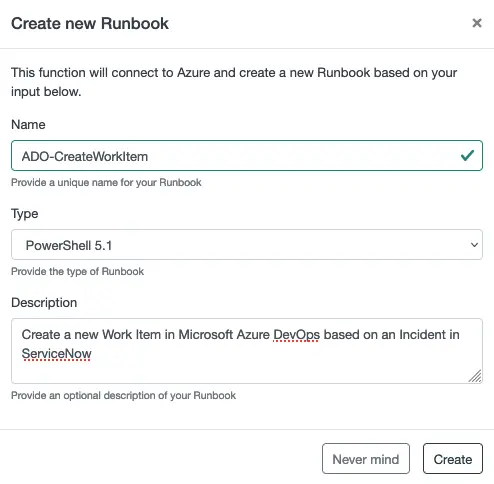 Create new Runbook ×
This function will connect to Azure and create a new Runbook based on your
input below.
Name
ADO-CreateWorkItem
Provide a unique name for your Runbook
Type
PowerShell 5.1
Provide the type of Runbook
Description
Create a new Work Item in Microsoft Azure DevOps based on an Incident in
ServiceNow
Provide an optional description of your Runbook
Never mind Create